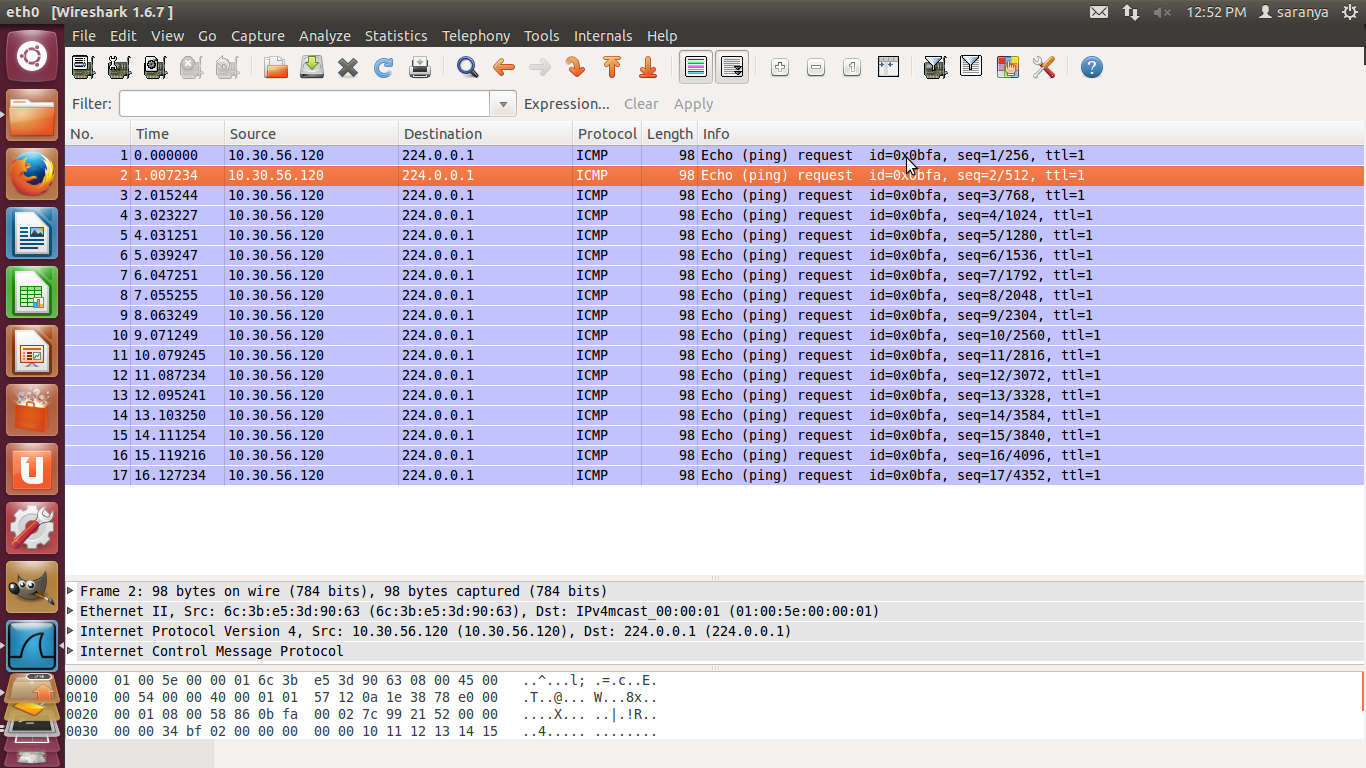 eth0 [Wireshark 1.6.7 ] 12:52 PM saranya
File Edit View Go Capture Analyze Statistics Telephony Tools Internals Help
Filter: Expression... Clear Apply
No. Time Source Destination Protocol Length Info
1 0.000000 10.30.56.120 224.0.0.1 ICMP 98 Echo (ping) request id=0x0bfa, seq=1/256, ttl=1
2 1.007234 10.30.56.120 224.0.0.1 ICMP 98 Echo (ping) request id=0x0bfa, seq=2/512, ttl=1
3 2.015244 10.30.56.120 224.0.0.1 ICMP 98 Echo (ping) request id=0x0bfa, seq=3/768, ttl=1
4 3.023227 10.30.56.120 224.0.0.1 ICMP 98 Echo (ping) request id=0x0bfa, seq=4/1024, ttl=1
5 4.031251 10.30.56.120 224.0.0.1 ICMP 98 Echo (ping) request id=0x0bfa, seq=5/1280, ttl=1
6 5.039247 10.30.56.120 224.0.0.1 ICMP 98 Echo (ping) request id=0x0bfa, seq=6/1536, ttl=1
7 6.047251 10.30.56.120 224.0.0.1 ICMP 98 Echo (ping) request id=0x0bfa, seq=7/1792, ttl=1
8 7.055255 10.30.56.120 224.0.0.1 ICMP 98 Echo (ping) request id=0x0bfa, seq=8/2048, ttl=1
9 8.063249 10.30.56.120 224.0.0.1 ICMP 98 Echo (ping) request id=0x0bfa, seq=9/2304, ttl=1
10 9.071249 10.30.56.120 224.0.0.1 ICMP 98 Echo (ping) request id=0x0bfa, seq=10/2560, ttl=1
11 10.079245 10.30.56.120 224.0.0.1 ICMP 98 Echo (ping) request id=0x0bfa, seq=11/2816, ttl=1
12 11.087234 10.30.56.120 224.0.0.1 ICMP 98 Echo (ping) request id=0x0bfa, seq=12/3072, ttl=1
13 12.095241 10.30.56.120 224.0.0.1 ICMP 98 Echo (ping) request id=0x0bfa, seq=13/3328, ttl=1
14 13.103250 10.30.56.120 224.0.0.1 ICMP 98 Echo (ping) request id=0x0bfa, seq=14/3584, ttl=1
15 14.111254 10.30.56.120 224.0.0.1 ICMP 98 Echo (ping) request id=0x0bfa, seq=15/3840, ttl=1
16 15.119216 10.30.56.120 224.0.0.1 ICMP 98 Echo (ping) request id=0x0bfa, seq=16/4096, ttl=1
17 16.127234 10.30.56.120 224.0.0.1 ICMP 98 Echo (ping) request id=0x0bfa, seq=17/4352, ttl=1
Frame 2: 98 bytes on wire (784 bits), 98 bytes captured (784 bits)
Ethernet II, Src: 6c:3b:e5:3d:90:63 (6c:3b:e5:3d:90:63), Dst: IPv4mcast_00:00:01 (01:00:5e:00:00:01)
Internet Protocol Version 4, Src: 10.30.56.120 (10.30.56.120), Dst: 224.0.0.1 (224.0.0.1)
Internet Control Message Protocol
0000 01 00 5e 00 00 01 6c 3b e5 3d 90 63 08 00 45 00 ..^...l; .=.c..E.
0010 00 54 00 00 40 00 01 01 57 12 0a 1e 38 78 e0 00 .T..@... W...8x..
0020 00 01 08 00 58 86 0b fa 00 02 7c 99 21 52 00 00 ....X... ..|.!R..
0030 00 00 34 bf 02 00 00 00 00 00 10 11 12 13 14 15 ..4..... ........